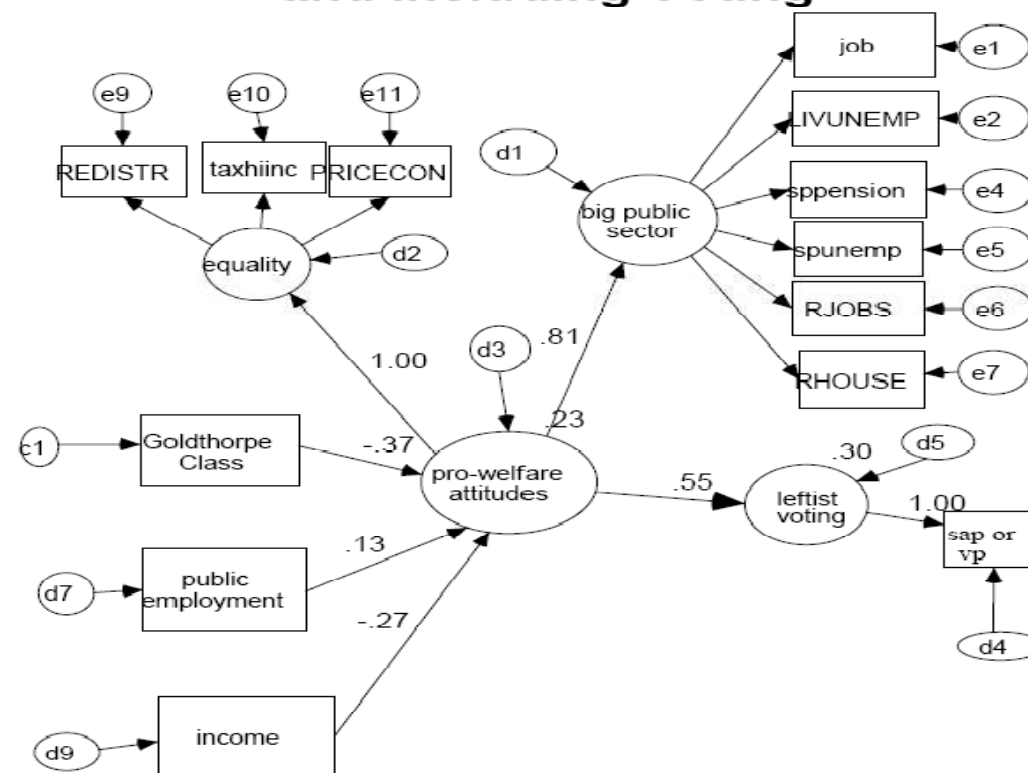 job
e1
e9
e10
e11
LIVUNEMP
e2
REDISTR
taxhiinc
PRICECON
d1
sppension
e4
big public
sector
spunemp
e5
equality
d2
RJOBS
e6
d3
.81
1.00
RHOUSE
e7
.23
c1
Goldthorpe
Class
-.37
pro-welfare
attitudes
.30
d5
.55
leftist
voting
1.00
sap or
vp
.13
d7
public
employment
-.27
d4
d9
income